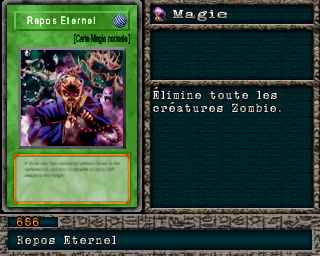 Repos Eternel
[Carte Magie normale]
Magie
Élimine toute les
créatures Zombie.
656
Repos Eternel